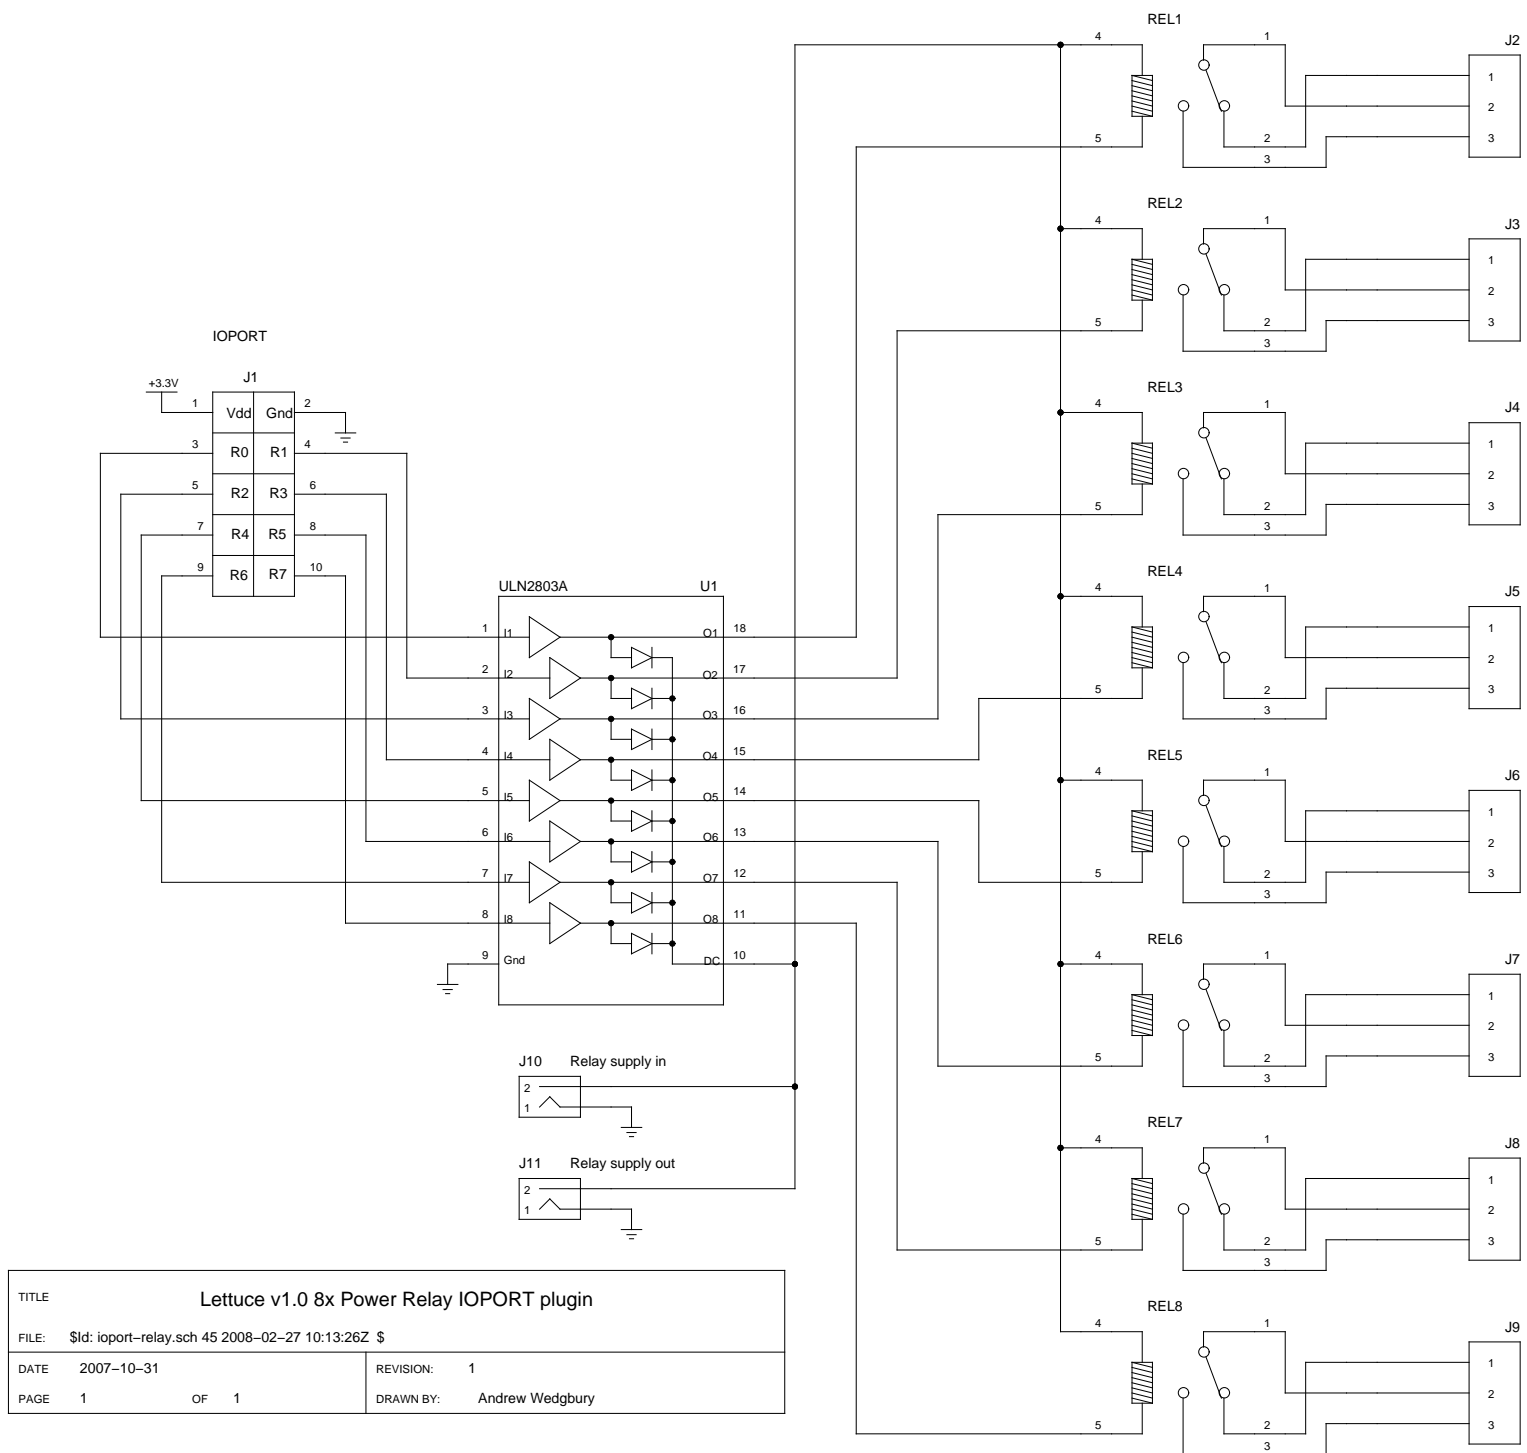 REL1
4
1
J2
1
2
5
2
3
3
REL2
4
1
J3
1
2
5
2
3
3
REL3
4
1
J4
1
2
5
2
3
3
REL4
4
1
J5
1
2
5
2
3
3
REL5
4
1
J6
1
2
5
2
3
3
REL6
4
1
J7
1
2
5
2
3
3
REL7
4
1
J8
1
2
5
2
3
3
REL8
4
1
J9
1
2
5
2
3
3
IOPORT
J1
+3.3V
1 Vdd Gnd 2
3 R0 R1 4
5 R2 R3 6
7 R4 R5 8
9 R6 R7 10
ULN2803A U1
1 I1 O1 18
2 I2 O2 17
3 I3 O3 16
4 I4 O4 15
5 I5 O5 14
6 I6 O6 13
7 I7 O7 12
8 I8 O8 11
9 Gnd DC 10
J10 Relay supply in
2
1
J11 Relay supply out
2
1
TITLE Lettuce v1.0 8x Power Relay IOPORT plugin
FILE: $Id: ioport−relay.sch 45 2008−02−27 10:13:26Z $
DATE 2007−10−31 REVISION: 1
PAGE 1 OF 1 DRAWN BY: Andrew Wedgbury